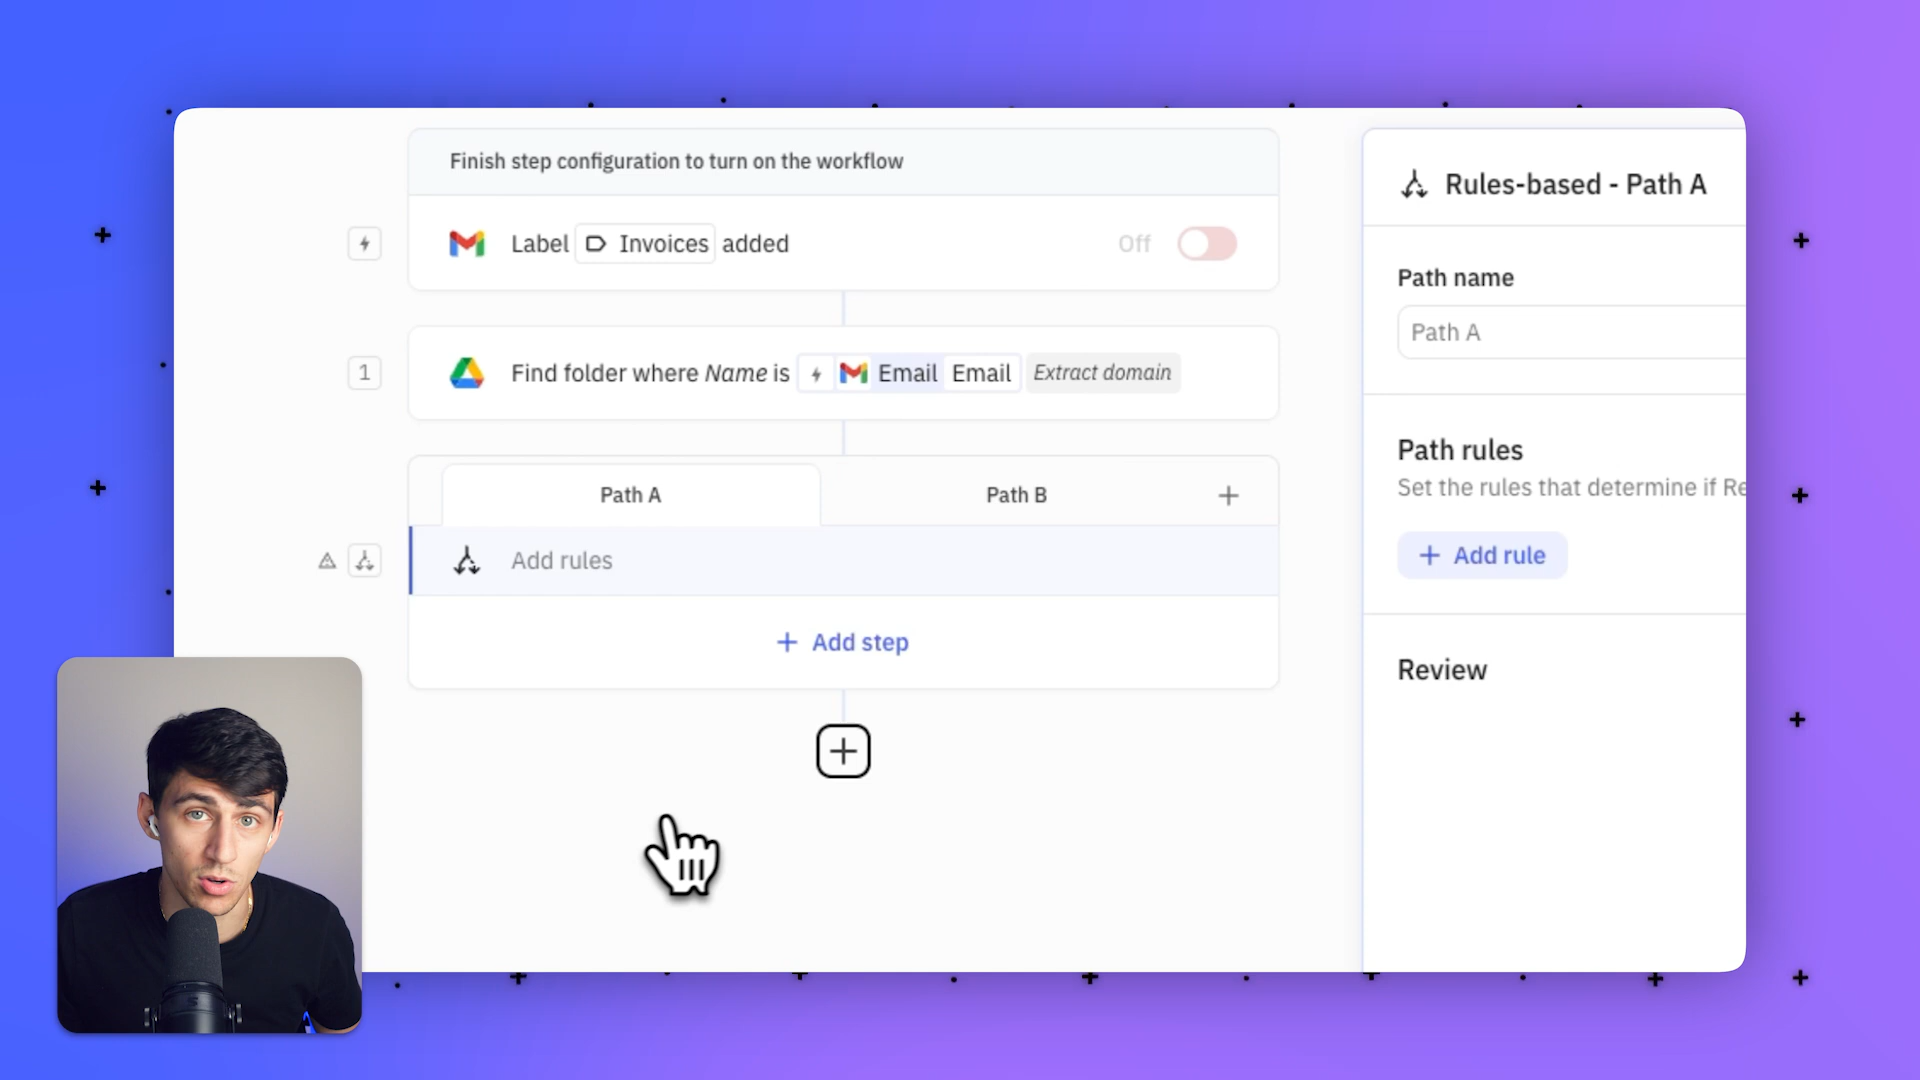 Finish step configuration to turn on the workflow
Label Invoices added
Off
1
Find folder where Name is Email Email Extract domain
Path A
Path B
Add rules
Add step
Rules-based - Path A
Path name
Path A
Path rules
Set the rules that determine if Re
Add rule
Review